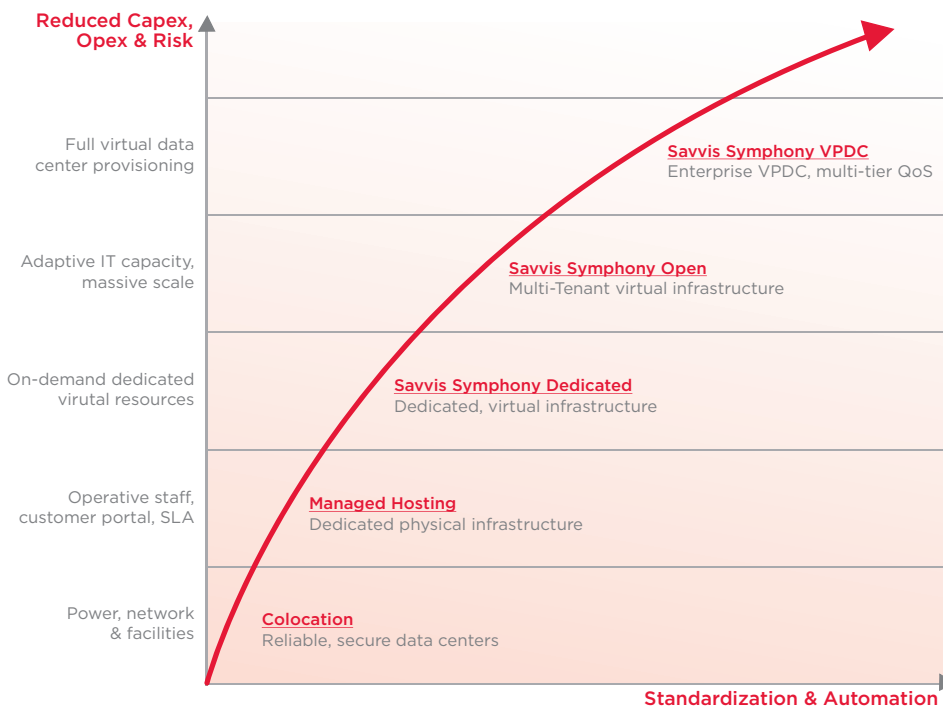 Reduced Capex,
Opex & Risk
Full virtual data
center provisioning
Savvis Symphony VPDC
Enterprise VPDC, multi-tier QoS
Adaptive IT capacity,
massive scale
Savvis Symphony Open
Multi-Tenant virtual infrastructure
On-demand dedicated
virutal resources
Savvis Symphony Dedicated
Dedicated, virtual infrastructure
Operative staff,
customer portal, SLA
Managed Hosting
Dedicated physical infrastructure
Power, network
& facilities
Colocation
Reliable, secure data centers
Standardization & Automation